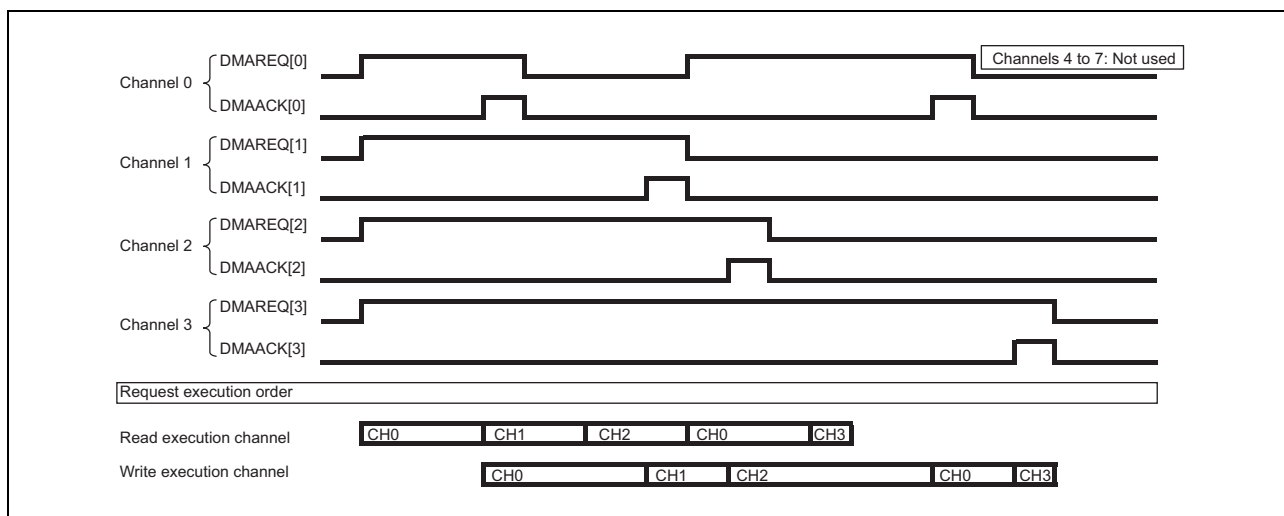 DMAREQ[0]
Channels 4 to 7: Not used
Channel 0
DMAACK[0]
DMAREQ[1]
Channel 1
DMAACK[1]
DMAREQ[2]
Channel 2
DMAACK[2]
DMAREQ[3]
Channel 3
DMAACK[3]
Request execution order
Read execution channel CH0 CH1 CH2 CH0 CH3
Write execution channel CH0 CH1 CH2 CH0 CH3